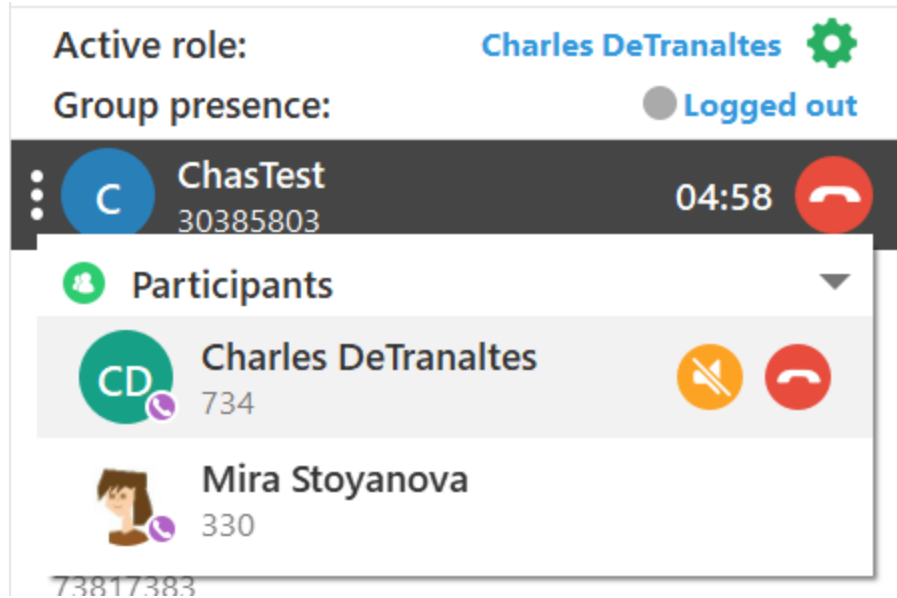 Active role: Charles DeTranaltes
Group presence: Logged out
C ChasTest 04:58
30385803
Participants
CD Charles DeTranaltes
734
Mira Stoyanova
330
73817383